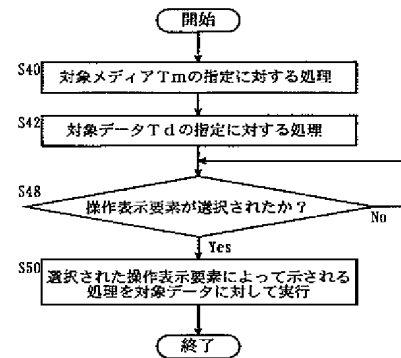 開始
S40
対象メディアTmの指定に対する処理
S42
対象データTdの指定に対する処理
S48
操作表示要素が選択されたか？
No
Yes
S50
選択された操作表示要素によって示される
処理を対象データに対して実行
終了